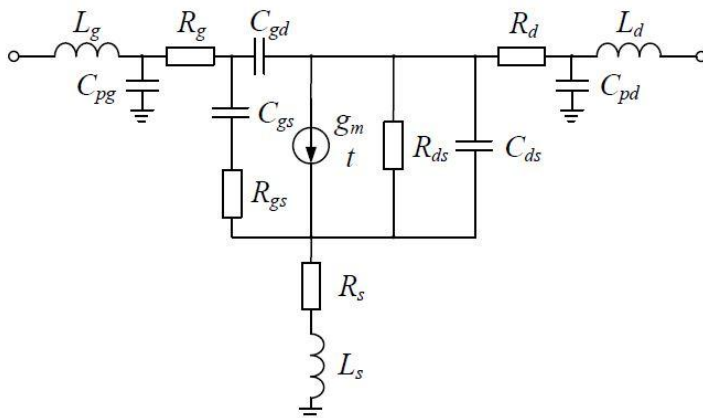 L_g
R_g
C_gd
R_d
L_d
C_pg
C_gs
g_m
t
R_ds
C_ds
C_pd
R_gs
R_s
L_s